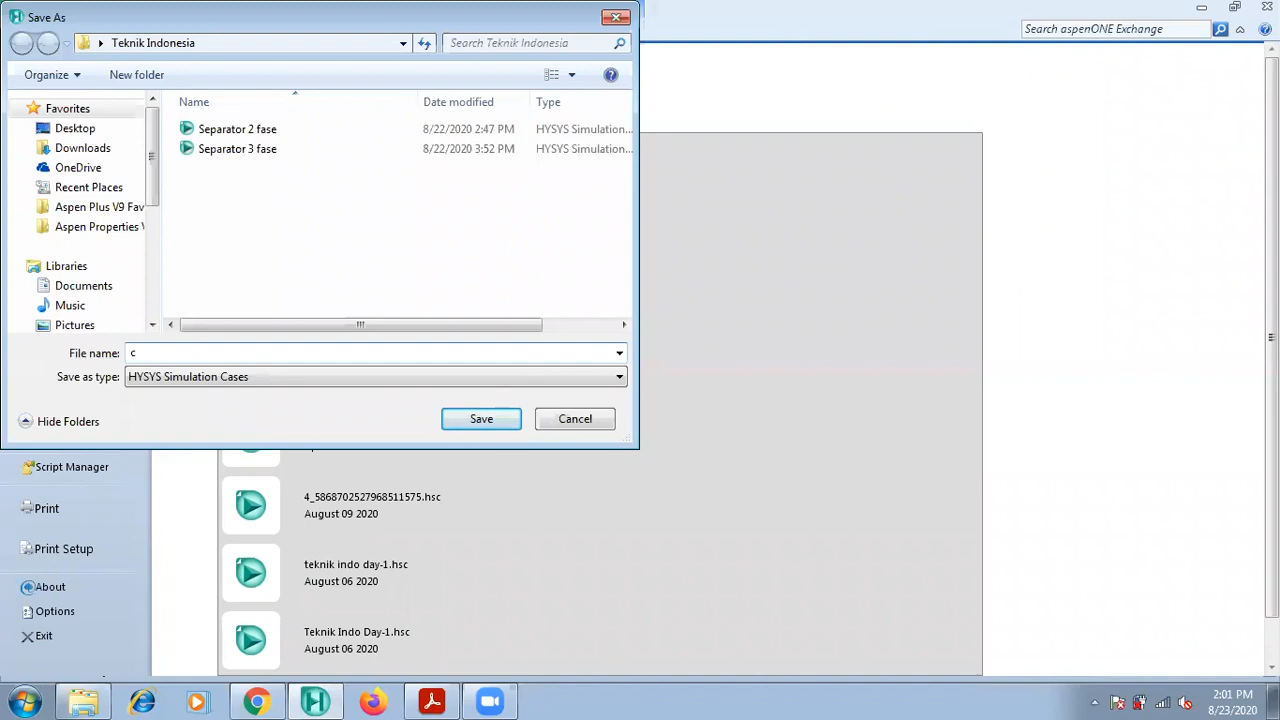 Save As
Teknik Indonesia
Search Teknik Indonesia
Search aspenONE Exchange
Organize
New folder
Name
Date modified
Type
Favorites
Desktop
Downloads
OneDrive
Recent Places
Aspen Plus V9 Fav
Aspen Properties V
Libraries
Documents
Music
Pictures
Separator 2 fase
8/22/2020 2:47 PM
HYSYS Simulation...
Separator 3 fase
8/22/2020 3:52 PM
HYSYS Simulation...
File name:
c
Save as type:
HYSYS Simulation Cases
Hide Folders
Save
Cancel
Script Manager
Print
Print Setup
About
Options
Exit
4_5868702527968511575.hsc
August 09 2020
teknik indo day-1.hsc
August 06 2020
Teknik Indo Day-1.hsc
August 06 2020
2:01 PM
8/23/2020